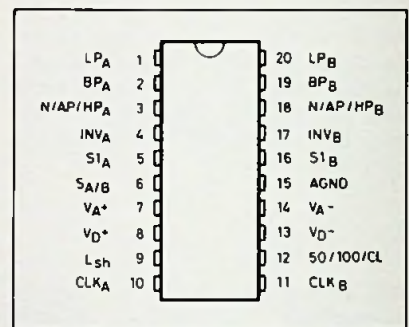 LPA 1 20 LPB
BPA 2 19 BPB
N/AP/HPA 3 18 N/AP/HPB
INVA 4 17 INVB
S1A 5 16 S1B
SA/B 6 15 AGND
VA+ 7 14 VA-
VD+ 8 13 VD-
Lsh 9 12 50/100/CL
CLKA 10 11 CLKB